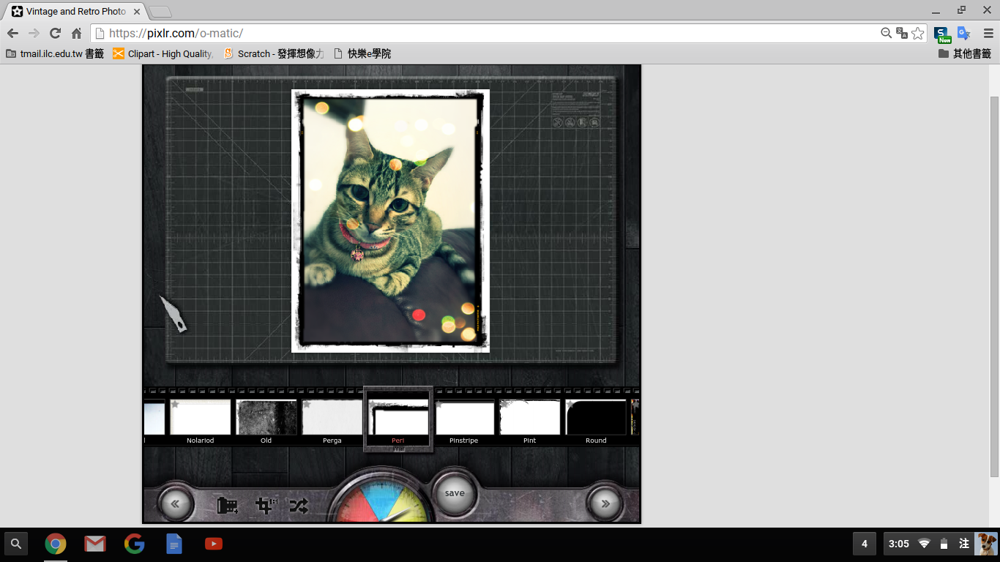 Vintage and Retro Photo
https://pixlr.com/o-matic/
New
tmail.ilc.edu.tw 書籤
Clipart - High Quality,
Scratch - 發揮想像力
快樂e學院
其他書籤
Nolariod
Old
Perga
Peri
Pinstripe
Pint
Round
save
4
3:05
注